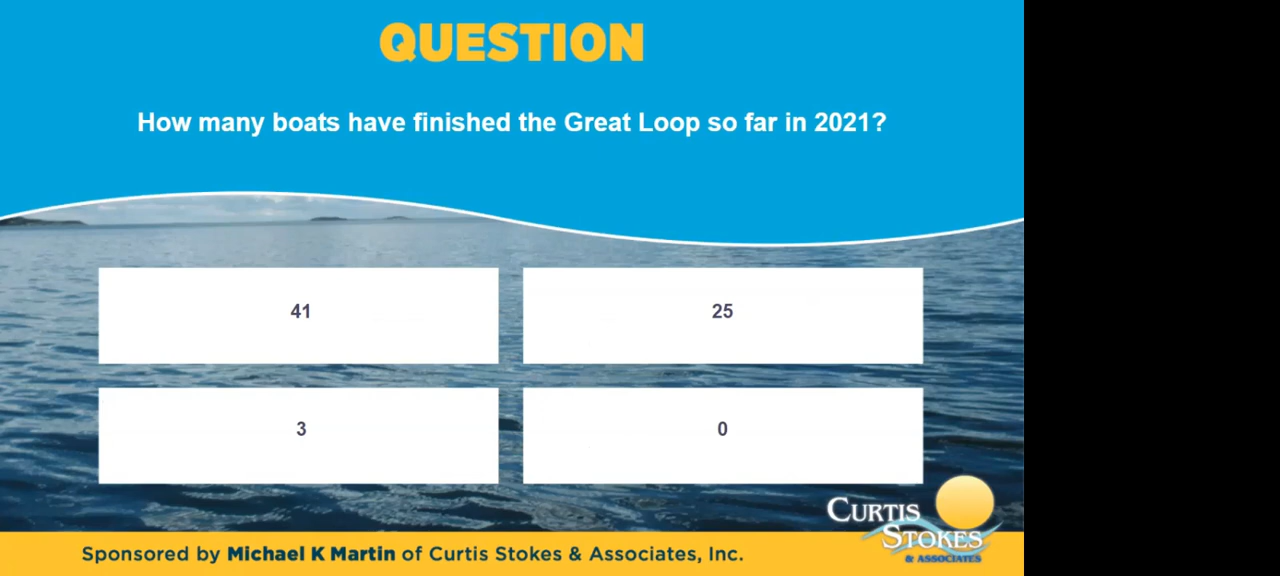 QUESTION
How many boats have finished the Great Loop so far in 2021?
41
25
3
0
CURTIS
STOKES
& ASSOCIATES
Sponsored by Michael K Martin of Curtis Stokes & Associates, Inc.